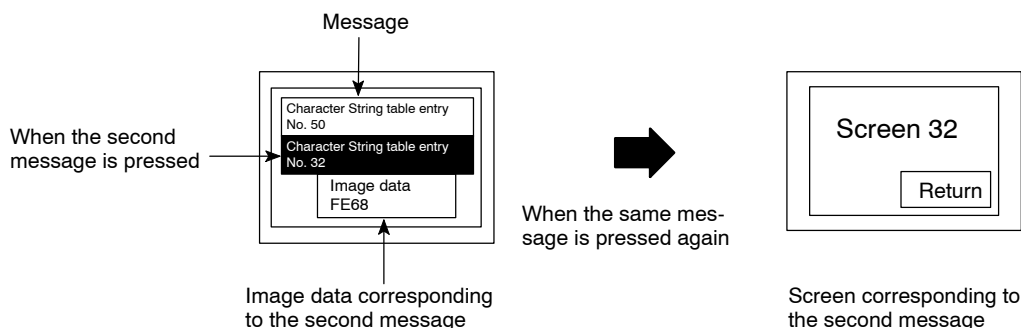 Message
Character String table entry
No. 50
When the second
message is pressed
Character String table entry
No. 32
Image data
FE68
Image data corresponding
to the second message
When the same mes-
sage is pressed again
Screen 32
Return
Screen corresponding to
the second message